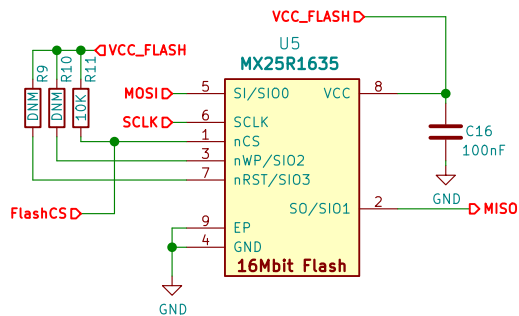 VCC_FLASH
U5
MX25R1635
VCC_FLASH
R9
R10
R11
DNM
DNM
10K
MOSI
5
SI/SIO0
VCC
8
SCLK
6
SCLK
1
nCS
C16
100nF
3
nWP/SIO2
7
nRST/SIO3
GND
FlashCS
SO/SIO1
2
MISO
9
EP
4
GND
16Mbit Flash
GND